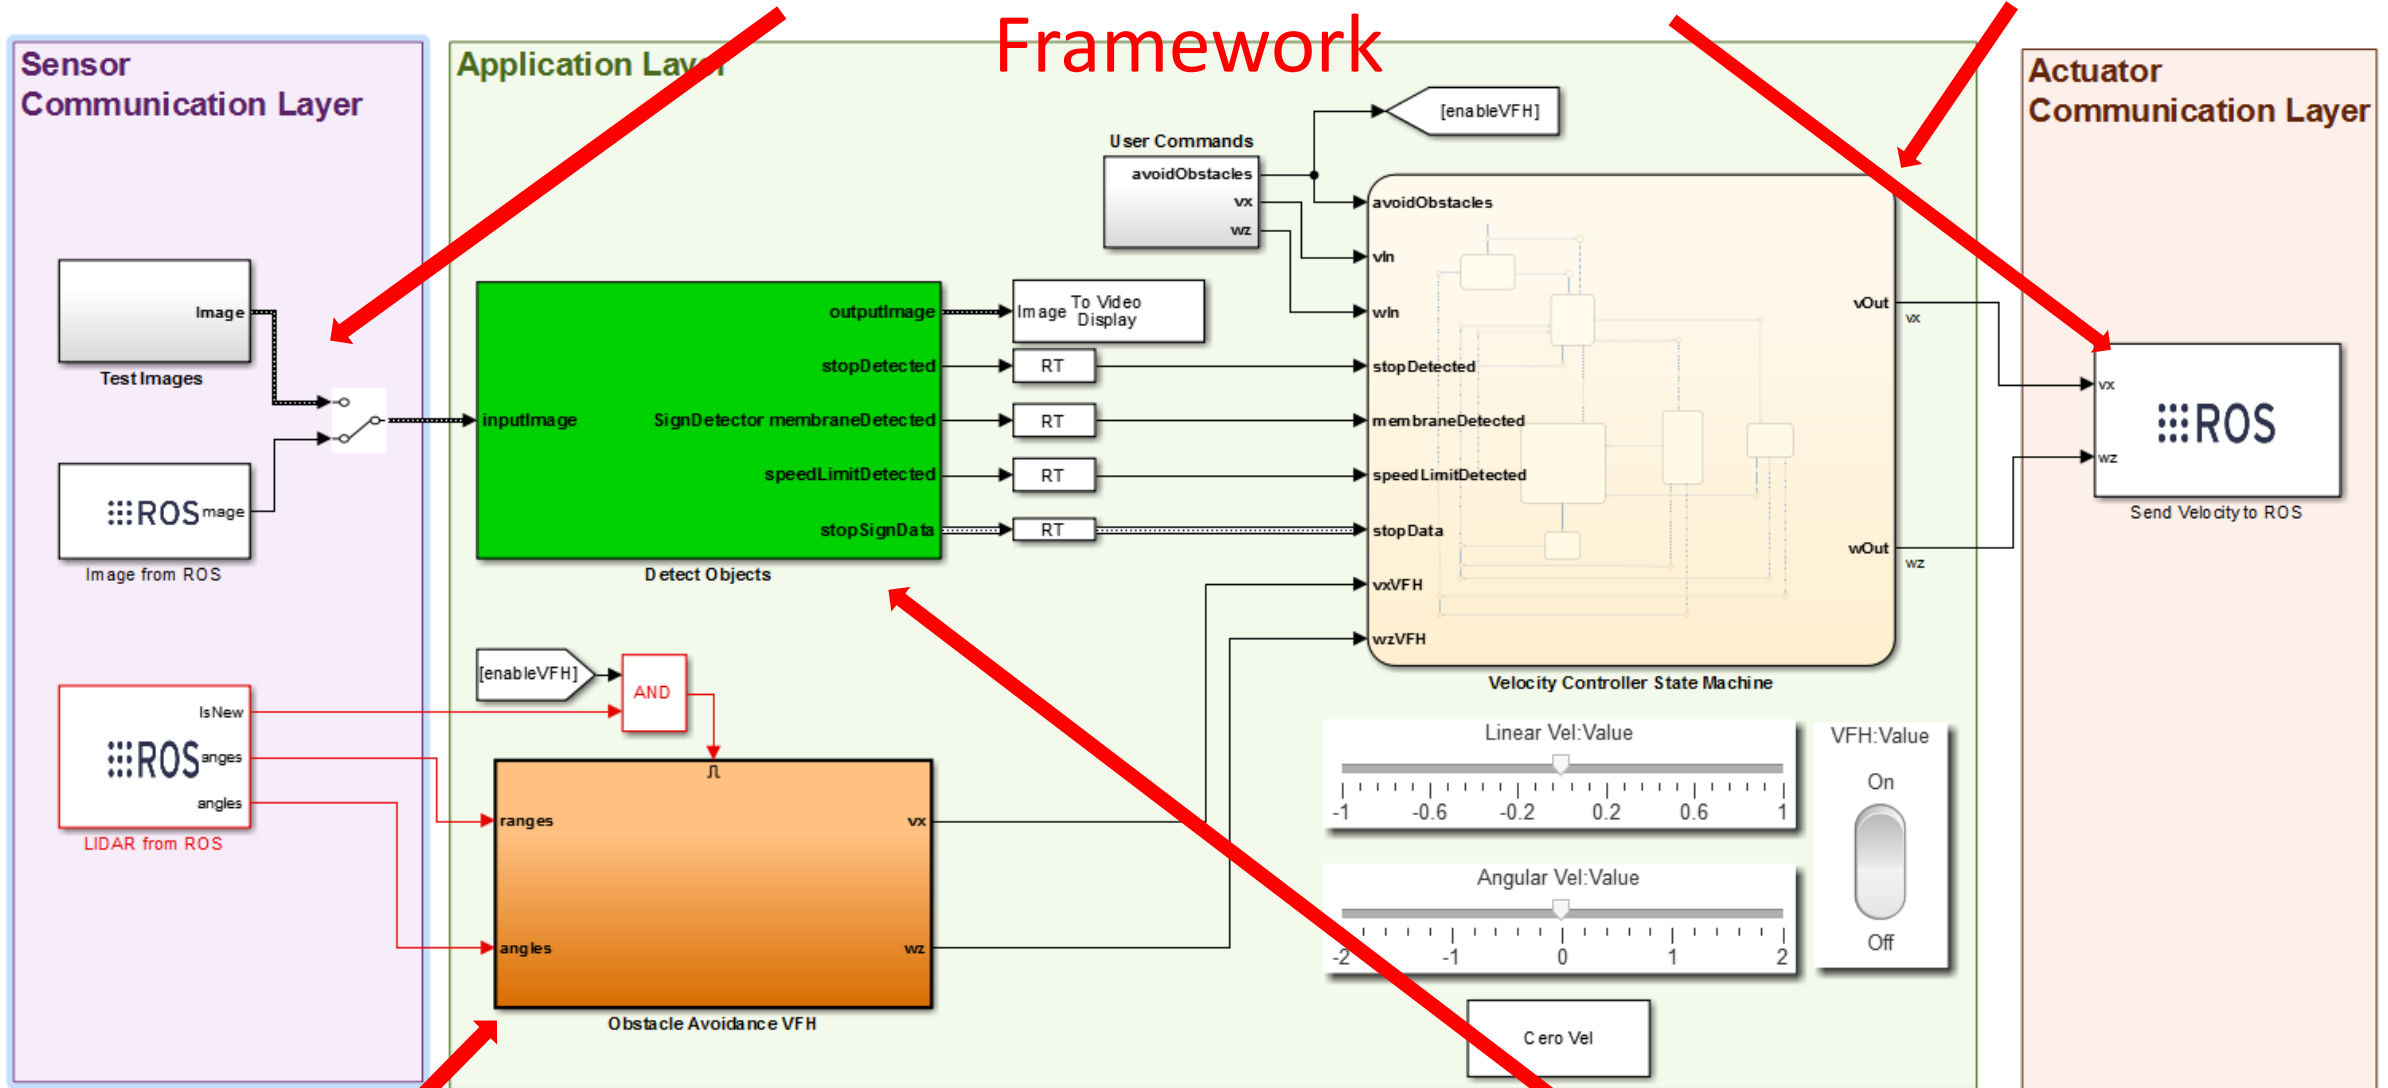 Framework
Sensor
Communication Layer
Application Layer
Actuator
Communication Layer
[enableVFH]
User Commands
avoidObstacles
vx
wz
Image
Test Images
ROS mage
Image from ROS
inputImage
SignDetector
outputImage
stopDetected
membraneDetected
speedLimitDetected
stopSignData
Detect Objects
Image To Video
Display
RT
RT
RT
RT
avoidObstacles
vIn
wIn
stopDetected
membraneDetected
speedLimitDetected
stopData
vxVFH
wzVFH
vOut
vx
wOut
wz
Velocity Controller State Machine
vx
wz
ROS
Send Velocity to ROS
[enableVFH]
AND
IsNew
ROS anges
angles
LIDAR from ROS
ranges
angles
vx
wz
Obstacle Avoidance VFH
Linear Vel:Value
-1 -0.6 -0.2 0.2 0.6 1
VFH:Value
On
Off
Angular Vel:Value
-2 -1 0 1 2
Cero Vel